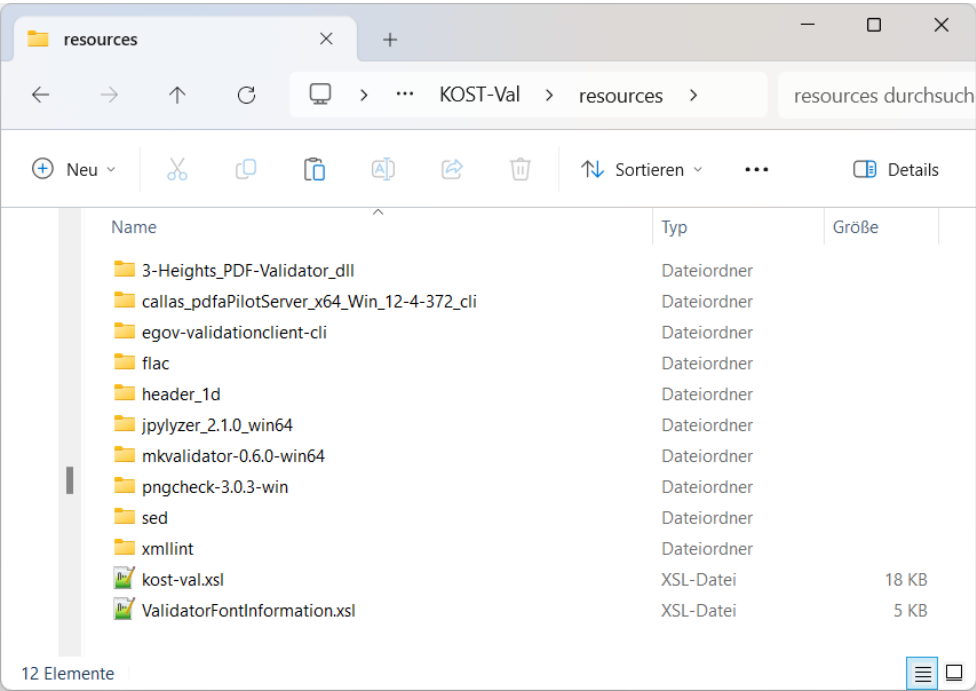 resources
KOST-Val resources resources durchsuch
Neu Sortieren Details
Name Typ Größe
3-Heights_PDF-Validator_dll Dateiordner
callas_pdfaPilotServer_x64_Win_12-4-372_cli Dateiordner
egov-validationclient-cli Dateiordner
flac Dateiordner
header_1d Dateiordner
jpylyzer_2.1.0_win64 Dateiordner
mkvalidator-0.6.0-win64 Dateiordner
pngcheck-3.0.3-win Dateiordner
sed Dateiordner
xmllint Dateiordner
kost-val.xsl XSL-Datei 18 KB
ValidatorFontInformation.xsl XSL-Datei 5 KB
12 Elemente